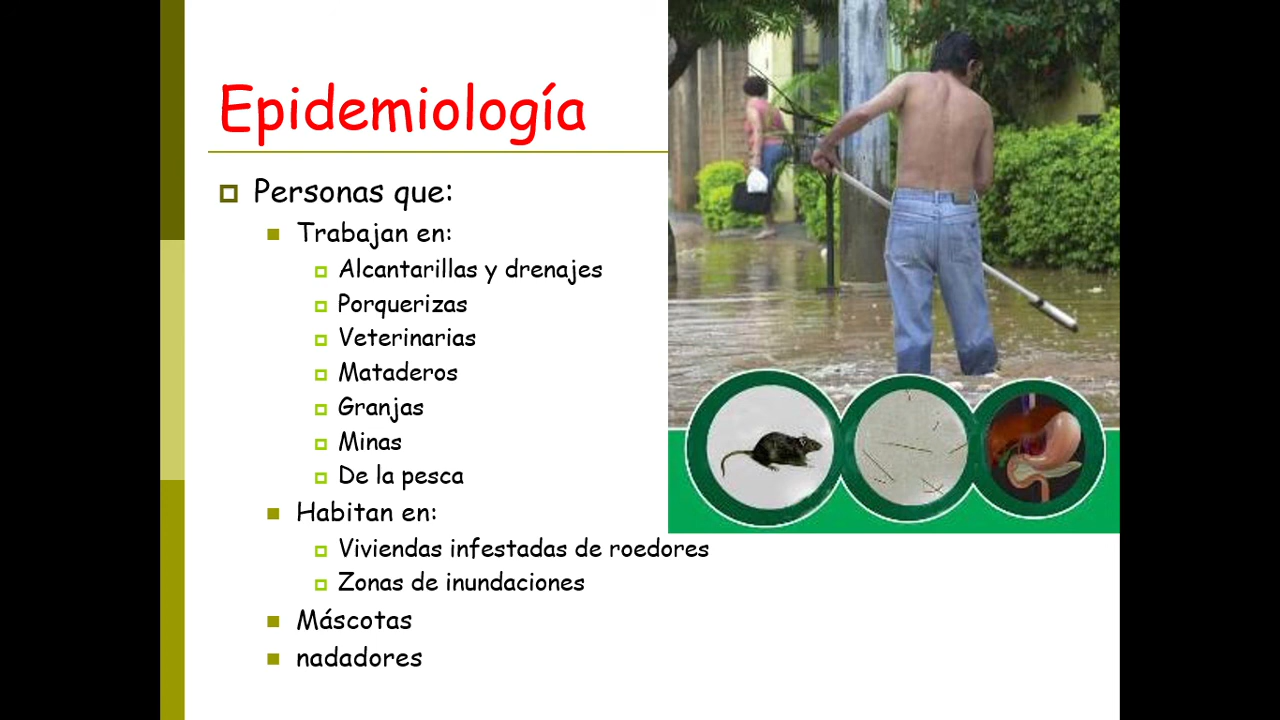 Epidemiología
Personas que:
Trabajan en:
Alcantarillas y drenajes
Porquerizas
Veterinarias
Mataderos
Granjas
Minas
De la pesca
Habitan en:
Viviendas infestadas de roedores
Zonas de inundaciones
Máscotas
nadadores